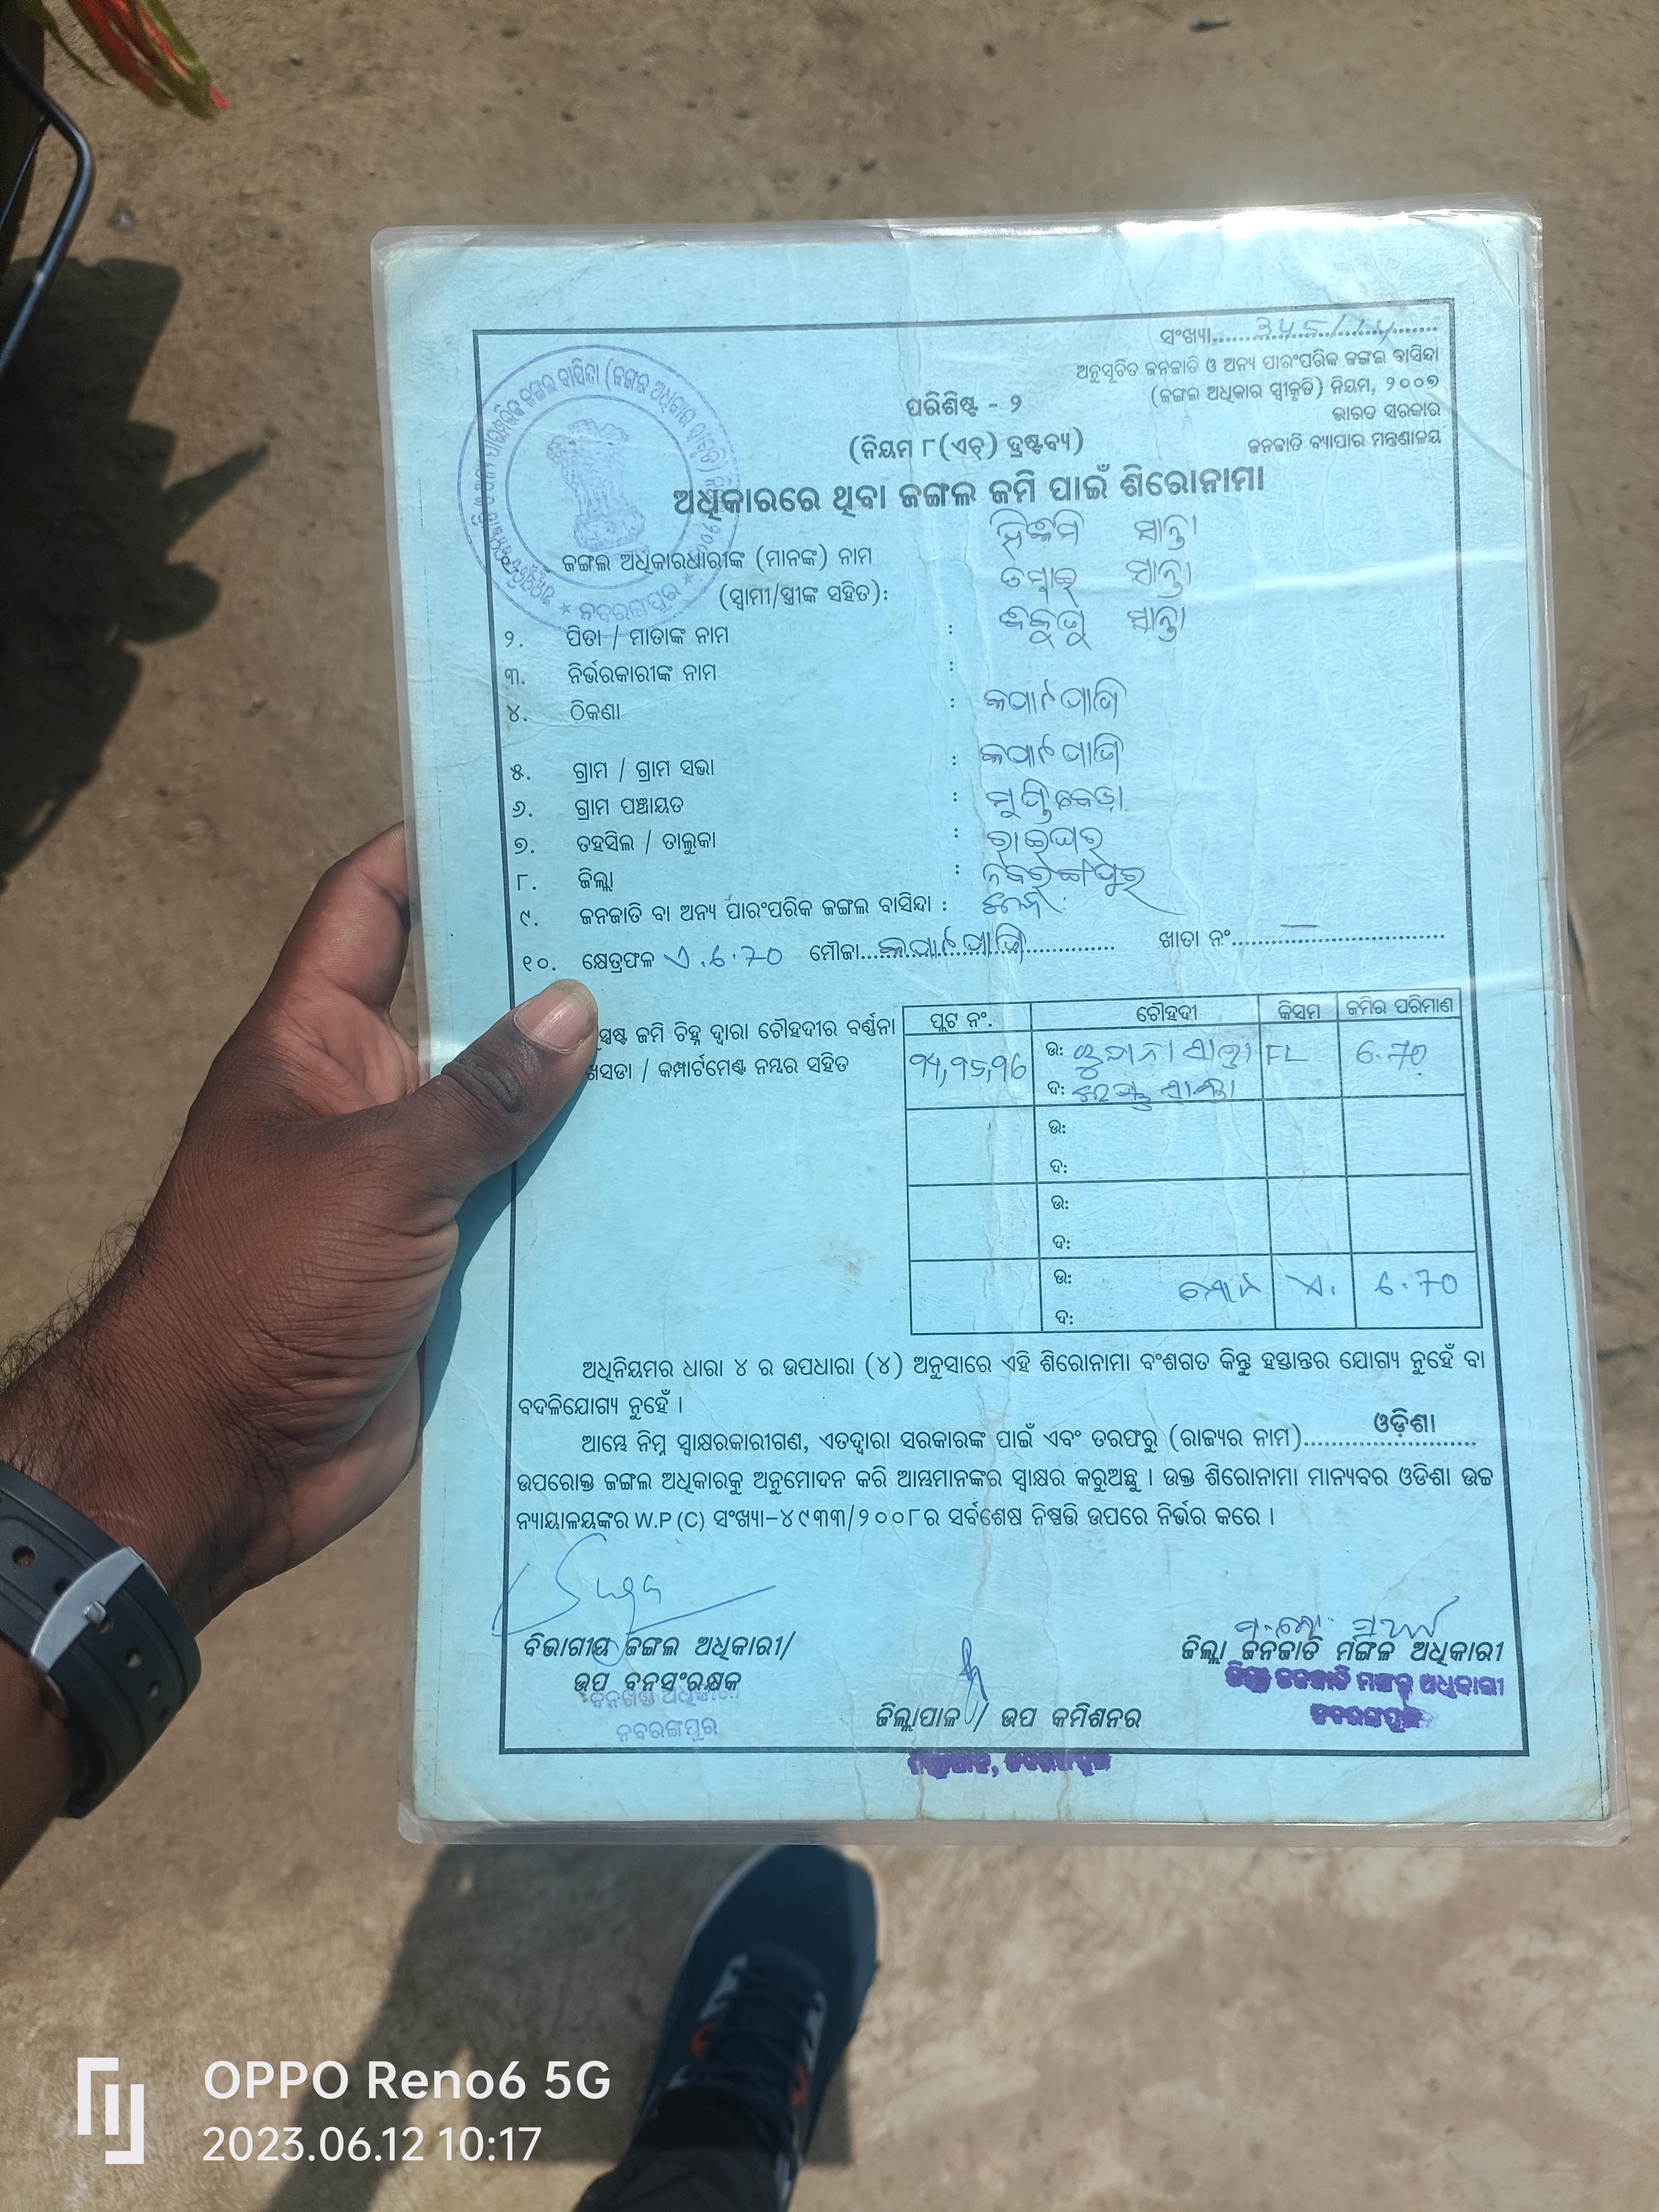 ସଂଖ୍ୟା
ଅନୁସୂଚିତ ଜନଜାତି ଓ ଅନ୍ୟ ପାରଂପରିକ ଜଙ୍ଗଲ ବାସିନ୍ଦା
(ଜଙ୍ଗଲ ଅଧିକାର ସ୍ୱୀକୃତି) ନିୟମ, ୨୦୦୭
ଭାରତ ସରକାର
ଜନଜାତି ବ୍ୟାପାର ମନ୍ତ୍ରଣାଳୟ
ପରିଶିଷ୍ଟ - ୨
(ନିୟମ ୮(ଏଚ୍) ଦ୍ରଷ୍ଟବ୍ୟ)
ଅଧିକାରରେ ଥିବା ଜଙ୍ଗଲ ଜମି ପାଇଁ ଶିରୋନାମା
ଜଙ୍ଗଲ ଅଧିକାରଧାରୀଙ୍କ (ମାନଙ୍କ) ନାମ ସାନ୍ତା
(ସ୍ୱାମୀ/ସ୍ତ୍ରୀଙ୍କ ସହିତ): ସାନ୍ତା
୨. ପିତା / ମାତାଙ୍କ ନାମ : ସାନ୍ତା
୩. ନିର୍ଭରକାରୀଙ୍କ ନାମ :
୪. ଠିକଣା :
୫. ଗ୍ରାମ / ଗ୍ରାମ ସଭା :
୬. ଗ୍ରାମ ପଞ୍ଚାୟତ :
୭. ତହସିଲ / ତାଲୁକା : ରାଇଘର
୮. ଜିଲ୍ଲା : ନବରଙ୍ଗପୁର
୯. ଜନଜାତି ବା ଅନ୍ୟ ପାରଂପରିକ ଜଙ୍ଗଲ ବାସିନ୍ଦା :
୧୦. କ୍ଷେତ୍ରଫଳ ଏ.6.70 ମୌଜା ଖାତା ନଂ
ଜମି ଚିହ୍ନ ଦ୍ୱାରା ଚୌହଦୀର ବର୍ଣ୍ଣନା
ଖସଡା / କମ୍ପାର୍ଟମେଣ୍ଟ ନମ୍ବର ସହିତ
ପ୍ଲଟ ନଂ. ଚୌହଦୀ କିସମ ଜମିର ପରିମାଣ
ଉ: ସାନ୍ତା FL 6.70
ଦ: ସାନ୍ତା
ଉ:
ଦ:
ଉ:
ଦ:
ଉ: ମୋଟ ଏ. 6.70
ଦ:
ଅଧିନିୟମର ଧାରା ୪ ର ଉପଧାରା (୪) ଅନୁସାରେ ଏହି ଶିରୋନାମା ବଂଶଗତ କିନ୍ତୁ ହସ୍ତାନ୍ତର ଯୋଗ୍ୟ ନୁହେଁ ବା
ବଦଳିଯୋଗ୍ୟ ନୁହେଁ ।
ଆମ୍ଭେ ନିମ୍ନ ସ୍ୱାକ୍ଷରକାରୀଗଣ, ଏତଦ୍ୱାରା ସରକାରଙ୍କ ପାଇଁ ଏବଂ ତରଫରୁ (ରାଜ୍ୟର ନାମ) ଓଡ଼ିଶା
ଉପରୋକ୍ତ ଜଙ୍ଗଲ ଅଧିକାରକୁ ଅନୁମୋଦନ କରି ଆମ୍ଭମାନଙ୍କର ସ୍ୱାକ୍ଷର କରୁଅଛୁ । ଉକ୍ତ ଶିରୋନାମା ମାନ୍ୟବର ଓଡିଶା ଉଚ୍ଚ
ନ୍ୟାୟାଳୟଙ୍କର W.P (C) ସଂଖ୍ୟା-୪୯୩୩/୨୦୦୮ର ସର୍ବଶେଷ ନିଷ୍ପତ୍ତି ଉପରେ ନିର୍ଭର କରେ ।
ବିଭାଗୀୟ ଜଙ୍ଗଲ ଅଧିକାରୀ/
ଉପ ବନସଂରକ୍ଷକ
ନବରଙ୍ଗପୁର
ଜିଲ୍ଲାପାଳ / ଉପ କମିଶନର
ଜିଲ୍ଲା ଜନଜାତି ମଙ୍ଗଳ ଅଧିକାରୀ
ଜିଲ୍ଲା ଜନଜାତି ମଙ୍ଗଳ ଅଧିକାରୀ
ନବରଙ୍ଗପୁର
OPPO Reno6 5G
2023.06.12 10:17